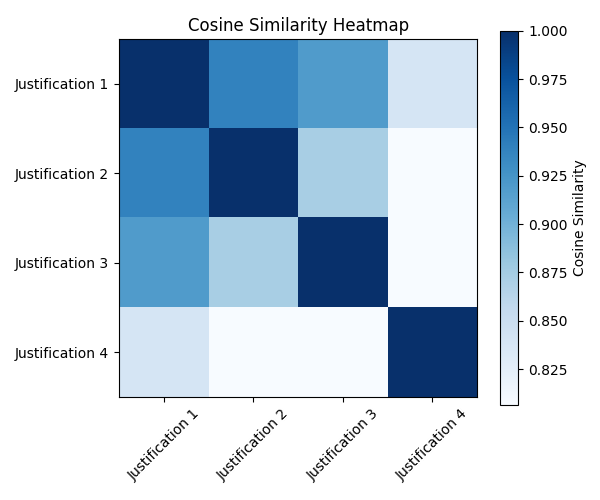 Cosine Similarity Heatmap
Justification 1
Justification 2
Justification 3
Justification 4
Justification 1
Justification 2
Justification 3
Justification 4
1.000
0.975
0.950
0.925
0.900
0.875
0.850
0.825
Cosine Similarity